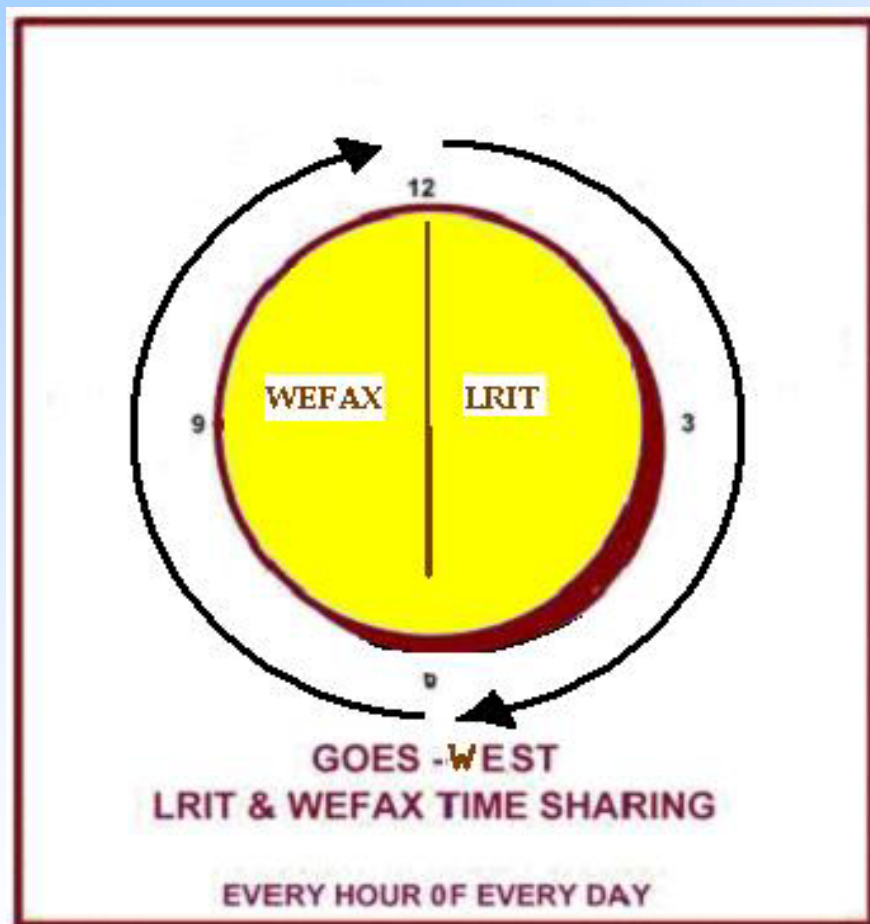 12
WEFAX LRIT
9 3
GOES -WEST
LRIT & WEFAX TIME SHARING
EVERY HOUR 0F EVERY DAY